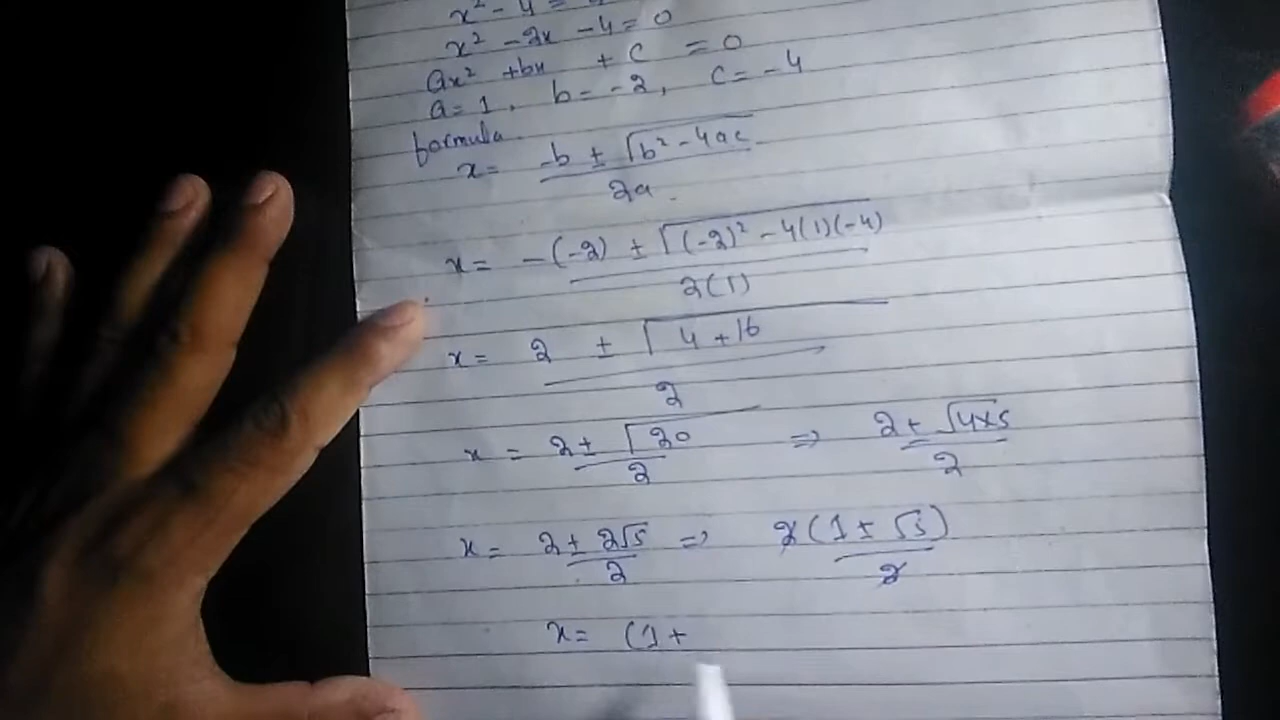 x² - 4 =
x² - 2x - 4 = 0
ax² + bx + c = 0
a = 1, b = -2, c = -4
formula
x = -b ± √b² - 4ac / 2a.
x = -(-2) ± √(-2)² - 4(1)(-4) / 2(1)
x = 2 ± √4 + 16 / 2
x = 2 ± √20 / 2 ⇒ 2 ± √4×5 / 2
x = 2 ± 2√5 / 2 ⇒ 2(1 ± √5) / 2
x = (1 +